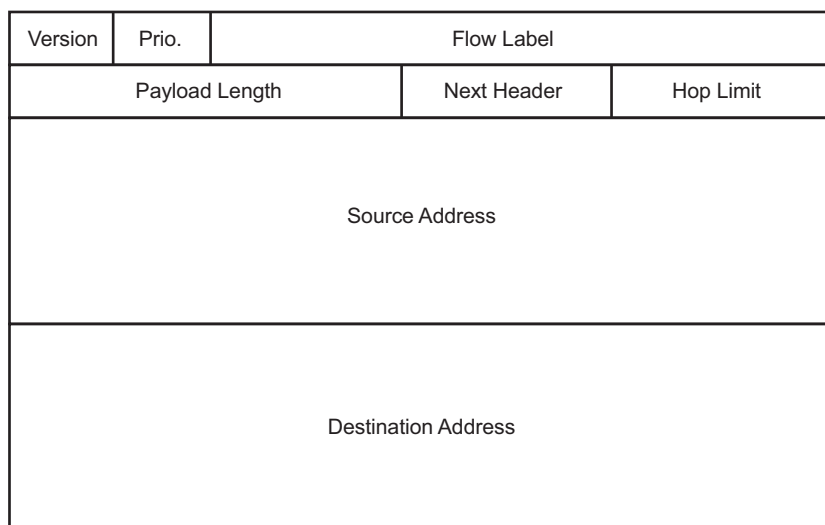 Version Prio. Flow Label
Payload Length Next Header Hop Limit
Source Address
Destination Address